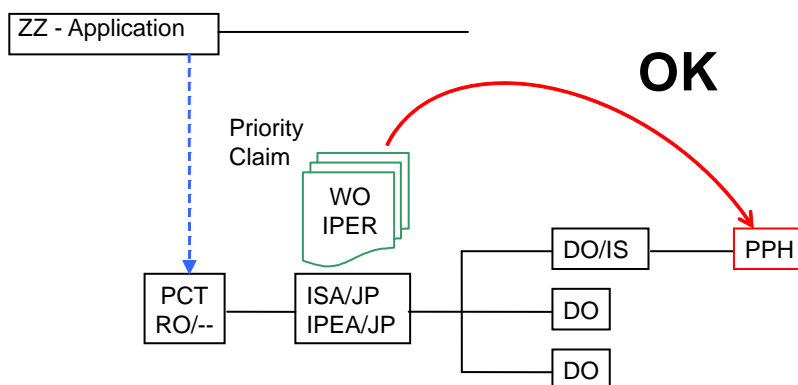 ZZ - Application
OK
Priority
Claim
WO
IPER
DO/IS
PPH
PCT
RO/--
ISA/JP
IPEA/JP
DO
DO